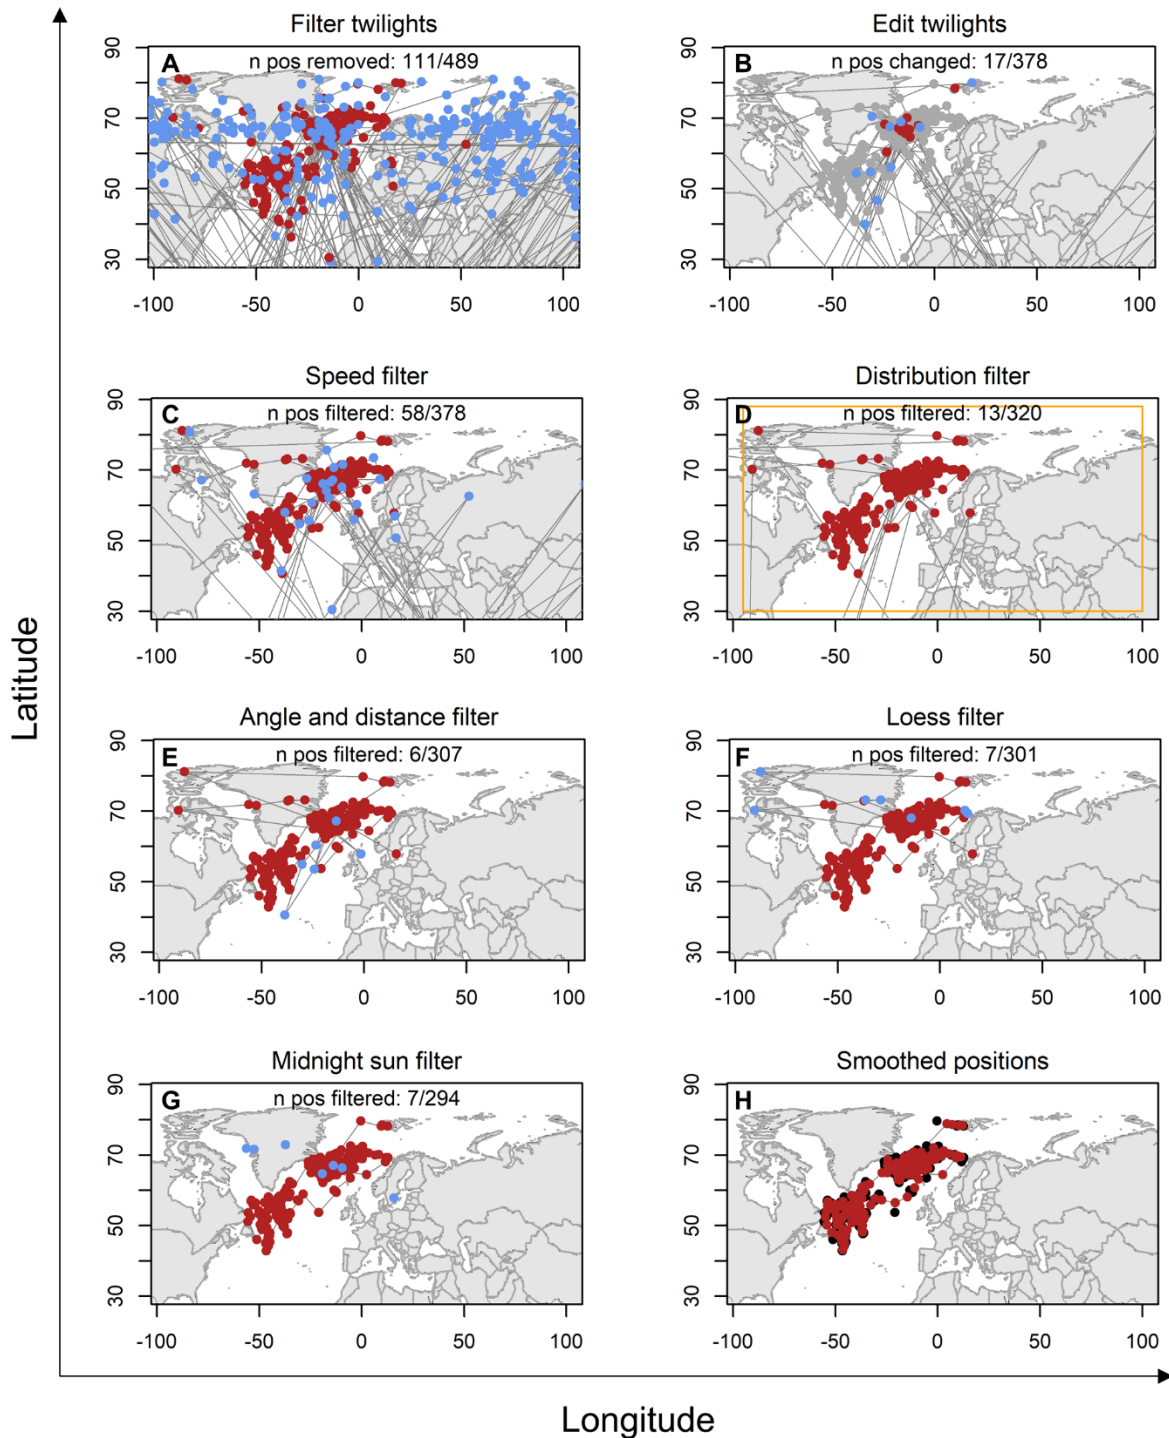 Filter twilights
A
n pos removed: 111/489
90
70
50
30
-100 -50 0 50 100
Edit twilights
B
n pos changed: 17/378
90
70
50
30
-100 -50 0 50 100
Speed filter
C
n pos filtered: 58/378
90
70
50
30
-100 -50 0 50 100
Distribution filter
D
n pos filtered: 13/320
90
70
50
30
-100 -50 0 50 100
Angle and distance filter
E
n pos filtered: 6/307
90
70
50
30
-100 -50 0 50 100
Loess filter
F
n pos filtered: 7/301
90
70
50
30
-100 -50 0 50 100
Midnight sun filter
G
n pos filtered: 7/294
90
70
50
30
-100 -50 0 50 100
Smoothed positions
H
90
70
50
30
-100 -50 0 50 100
Latitude
Longitude